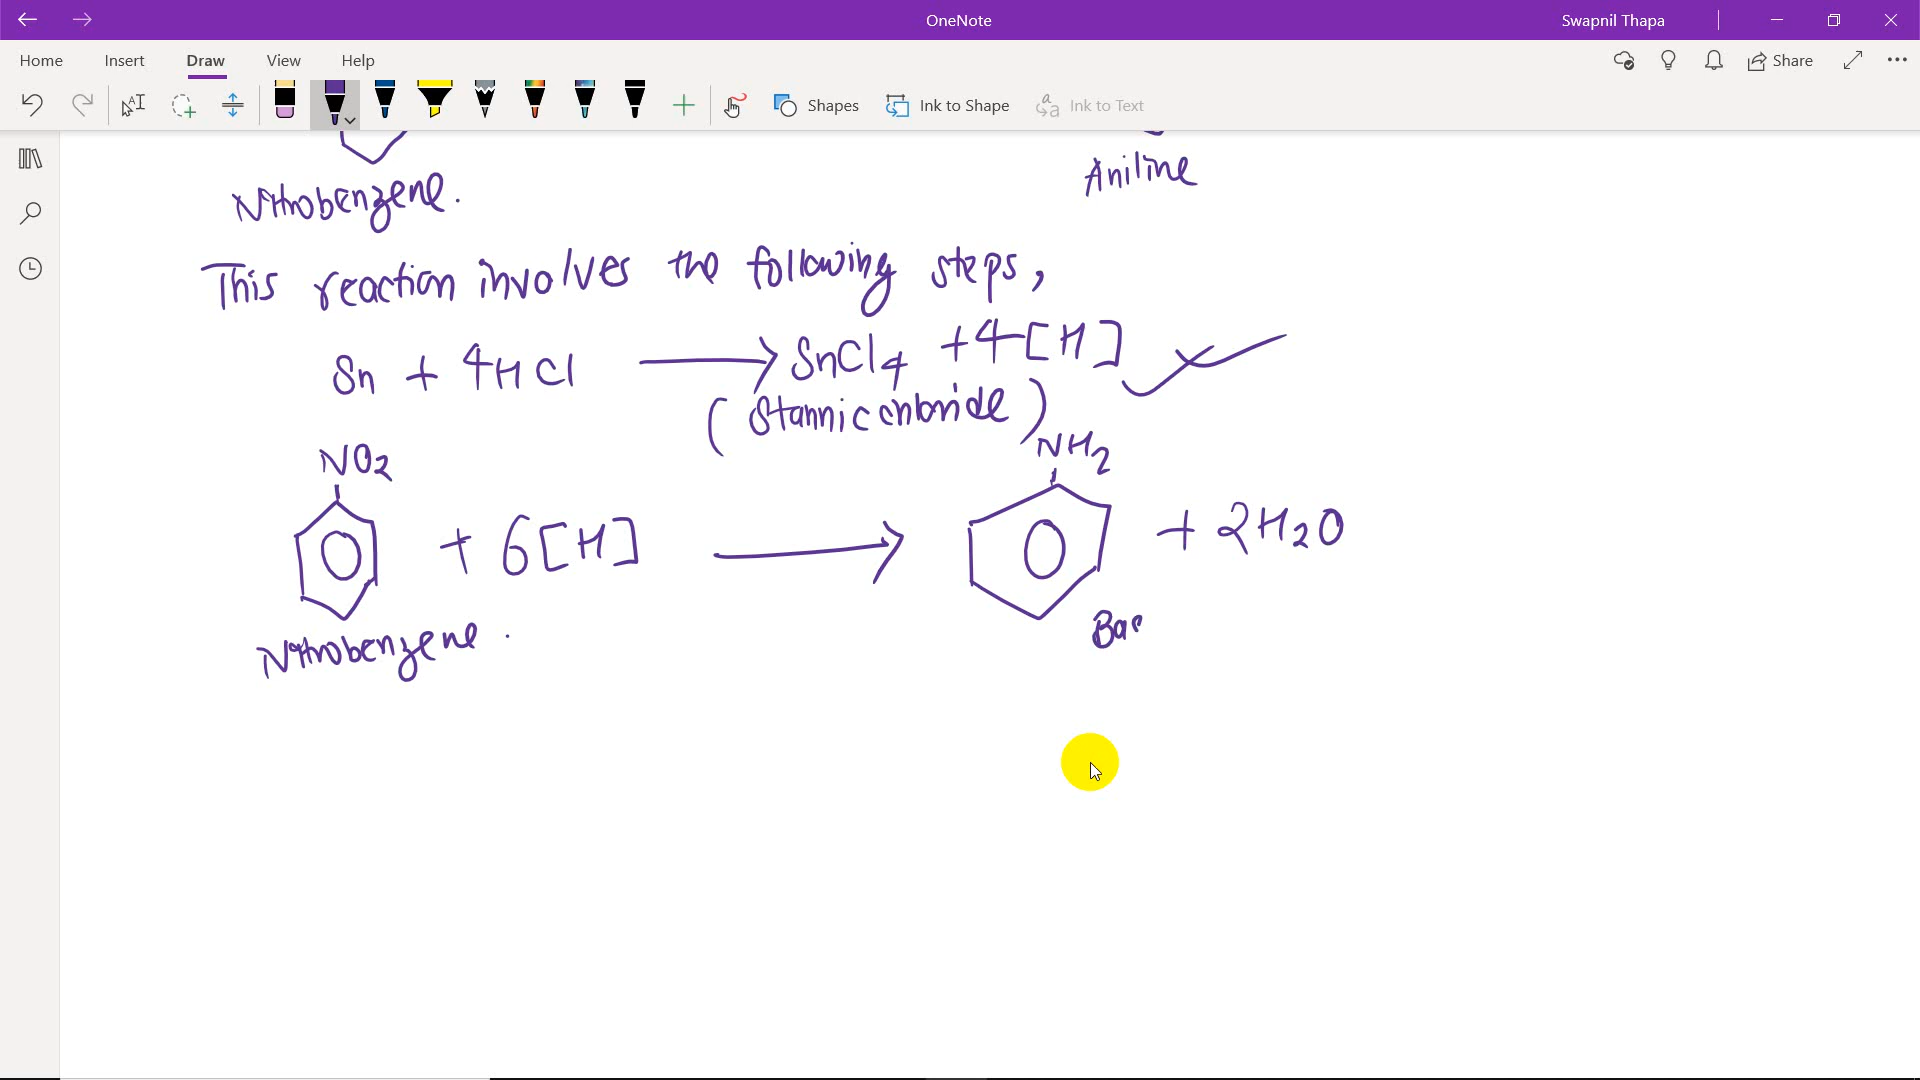 OneNote
Swapnil Thapa
Home Insert Draw View Help
Share
Shapes
Ink to Shape
Ink to Text
Nitrobenzene.
Aniline
This reaction involves the following steps,
Sn + 4HCl → SnCl₄ + 4[H]
(Stannic chloride)
NO₂
NH₂
+ 6[H] → + 2H₂O
Nitrobenzene.